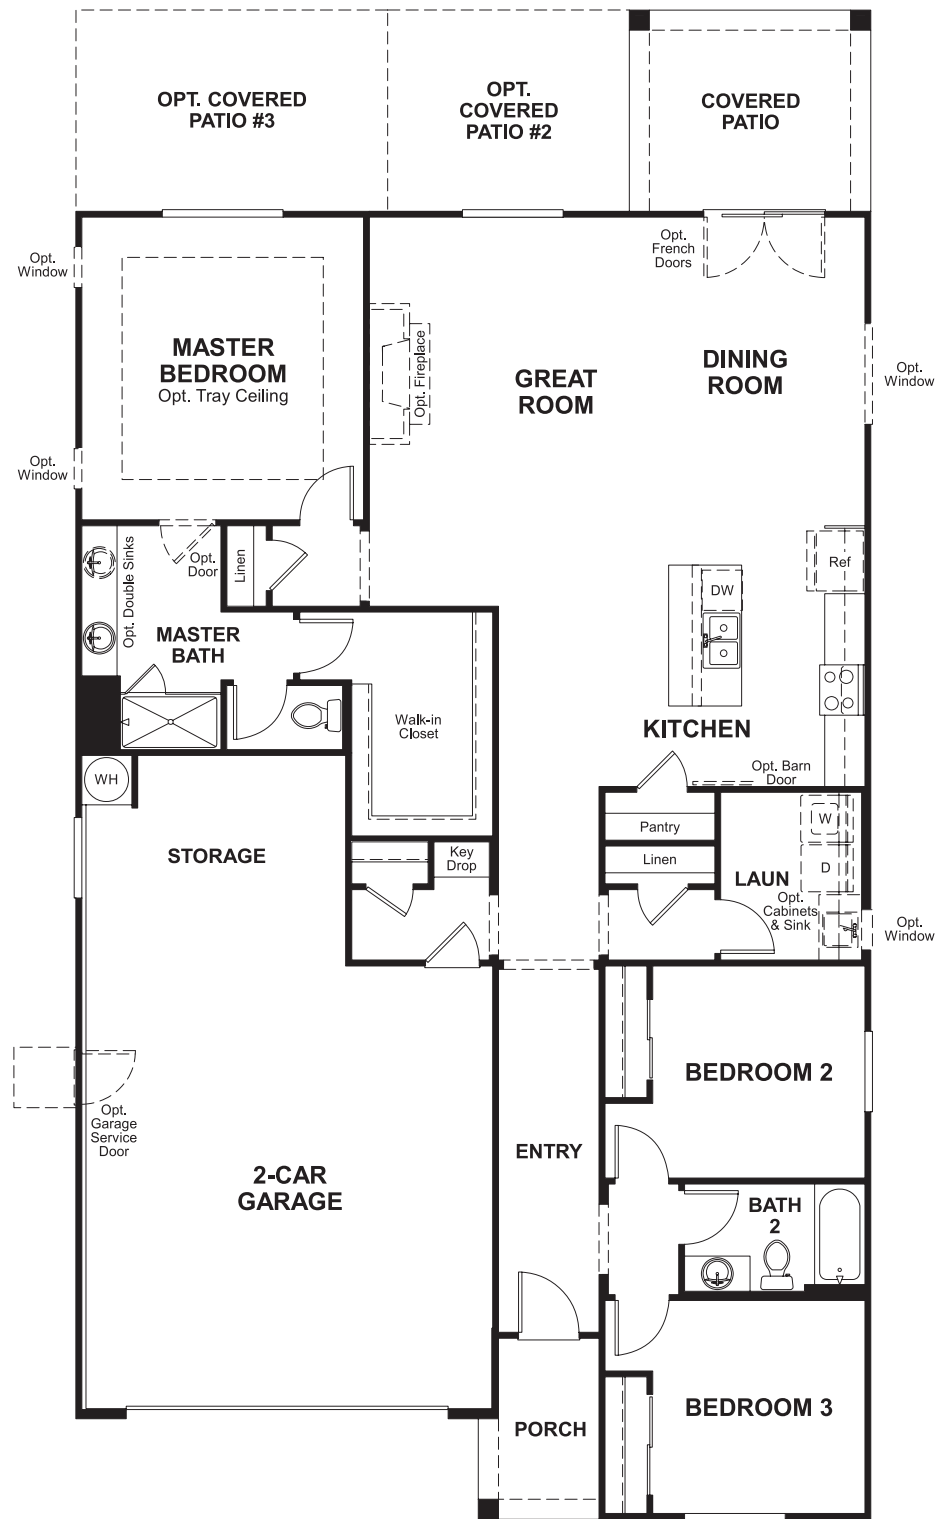 OPT. COVERED
PATIO #3
OPT.
COVERED
PATIO #2
COVERED
PATIO
Opt.
Window
Opt.
French
Doors
MASTER
BEDROOM
Opt. Tray Ceiling
Opt. Fireplace
GREAT
ROOM
DINING
ROOM
Opt.
Window
Opt.
Window
Opt. Double Sinks
Opt.
Door
Linen
Ref
DW
MASTER
BATH
Walk-in
Closet
KITCHEN
Opt. Barn
Door
WH
STORAGE
Key
Drop
Pantry
Linen
W
D
LAUN
Opt.
Cabinets
& Sink
Opt.
Window
BEDROOM 2
Opt.
Garage
Service
Door
2-CAR
GARAGE
ENTRY
BATH
2
BEDROOM 3
PORCH